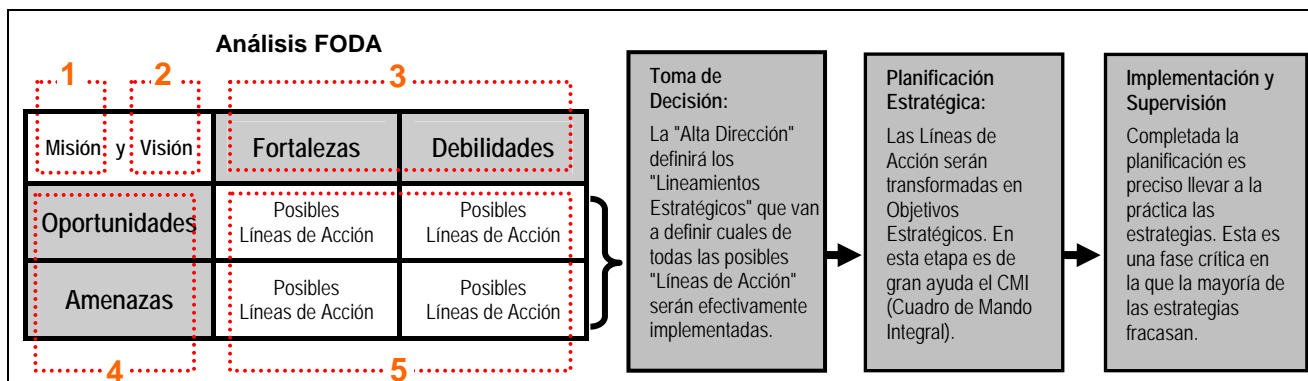 Análisis FODA
1
2
3
Misión y Visión
Fortalezas
Debilidades
Oportunidades
Posibles
Líneas de Acción
Posibles
Líneas de Acción
Amenazas
Posibles
Líneas de Acción
Posibles
Líneas de Acción
4
5
Toma de
Decisión:
La "Alta Dirección"
definirá los
"Lineamientos
Estratégicos" que van
a definir cuales de
todas las posibles
"Líneas de Acción"
serán efectivamente
implementadas.
Planificación
Estratégica:
Las Líneas de
Acción serán
transformadas en
Objetivos
Estratégicos. En
esta etapa es de
gran ayuda el CMI
(Cuadro de Mando
Integral).
Implementación y
Supervisión
Completada la
planificación es
preciso llevar a la
práctica las
estrategias. Esta es
una fase crítica en
la que la mayoría de
las estrategias
fracasan.